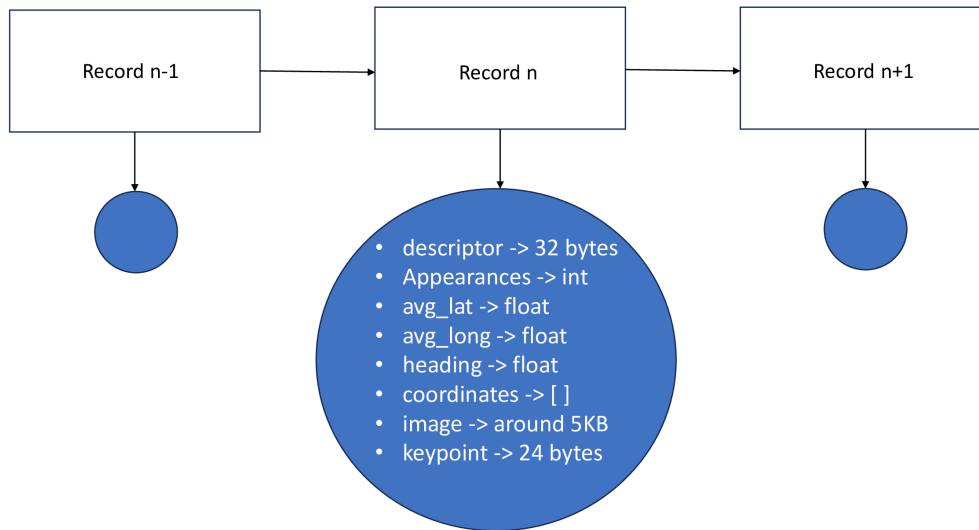 Record n-1
Record n
Record n+1
• descriptor -> 32 bytes
• Appearances -> int
• avg_lat -> float
• avg_long -> float
• heading -> float
• coordinates -> [ ]
• image -> around 5KB
• keypoint -> 24 bytes